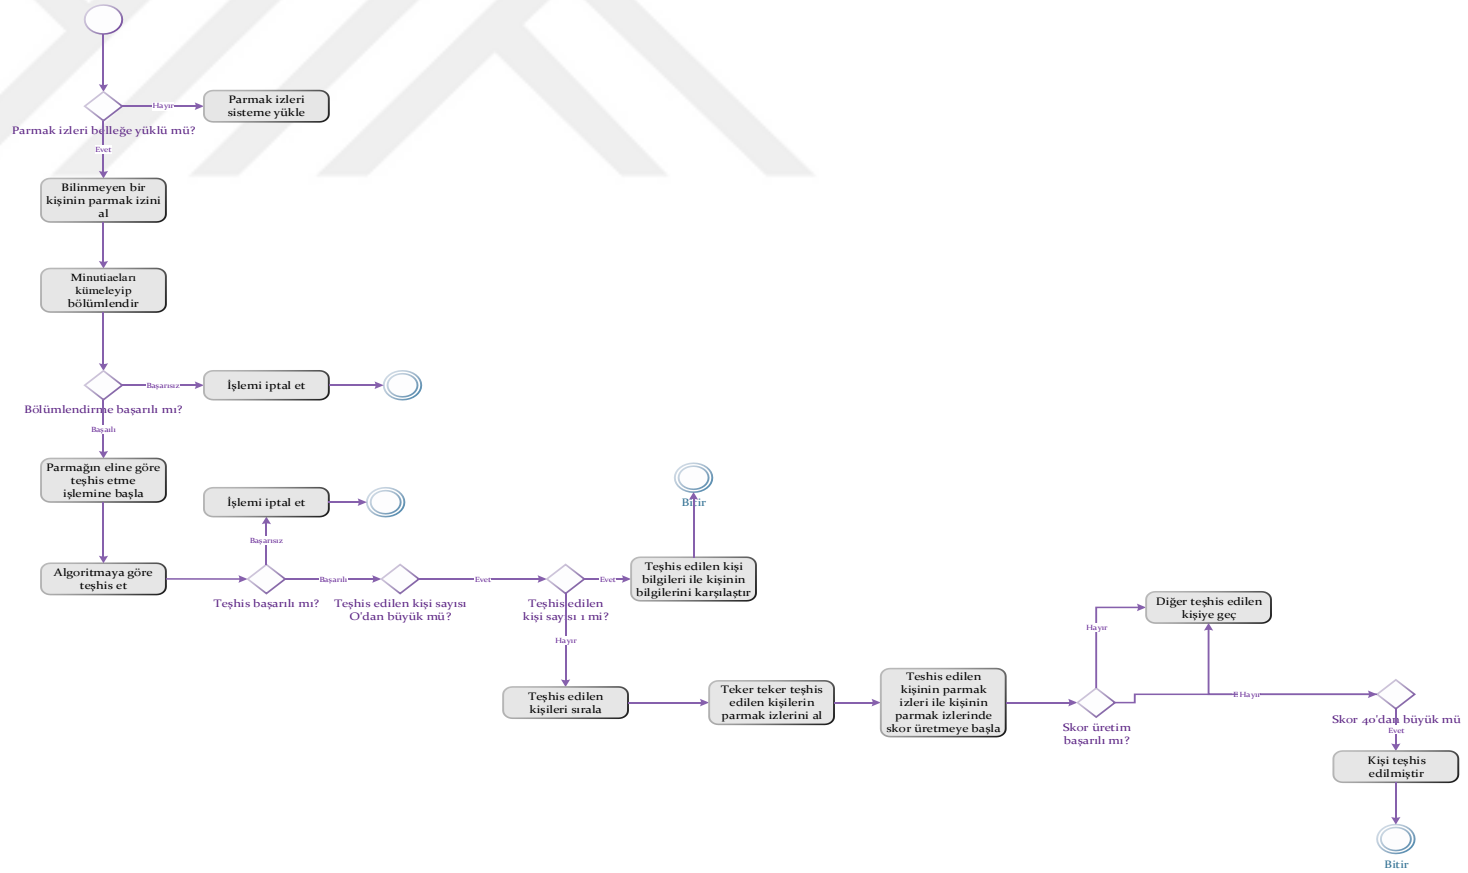 Hayır
Parmak izleri
sisteme yükle
Parmak izleri belleğe yüklü mü?
Evet
Bilinmeyen bir
kişinin parmak izini
al
Minutiaeları
kümeleyip
bölümlendir
Başarısız
İşlemi iptal et
Bölümlendirme başarılı mı?
Başaılı
Parmağın eline göre
teşhis etme
işlemine başla
İşlemi iptal et
Bitir
Başarısız
Algoritmaya göre
teşhis et
Başarılı
Evet
Evet
Teşhis edilen kişi
bilgileri ile kişinin
bilgilerini karşılaştır
Teşhis başarılı mı?
Teşhis edilen kişi sayısı
O'dan büyük mü?
Teşhis edilen
kişi sayısı 1 mi?
Hayır
Diğer teşhis edilen
kişiye geç
Hayır
Teşhis edilen
kişileri sırala
Teker teker teşhis
edilen kişilerin
parmak izlerini al
Teshis edilen
kişinin parmak
izleri ile kişinin
parmak izlerinde
skor üretmeye başla
Hayır
Skor üretim
başarılı mı?
Skor 40'dan büyük mü
Evet
Kişi teşhis
edilmiştir
Bitir